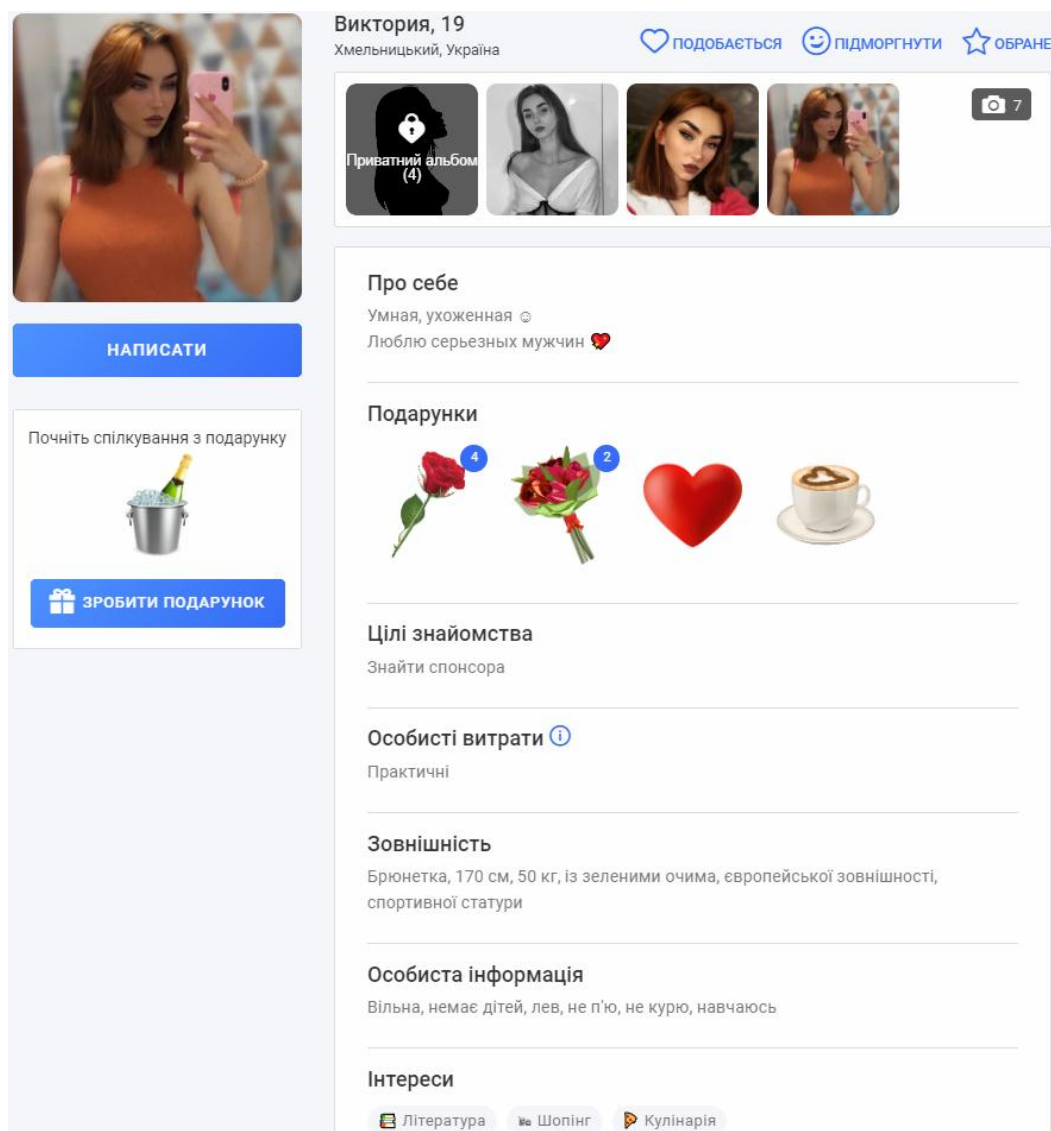 Виктория, 19
Хмельницький, Україна
ПОДОБАЄТЬСЯ
ПІДМОРГНУТИ
ОБРАНЕ
Приватний альбом
(4)
7
НАПИСАТИ
Почніть спілкування з подарунку
ЗРОБИТИ ПОДАРУНОК
Про себе
Умная, ухоженная ☺
Люблю серьезных мужчин 💘
Подарунки
4
2
Цілі знайомства
Знайти спонсора
Особисті витрати
Практичні
Зовнішність
Брюнетка, 170 см, 50 кг, із зеленими очима, європейської зовнішності,
спортивної статури
Особиста інформація
Вільна, немає дітей, лев, не п'ю, не курю, навчаюсь
Інтереси
Література
Шопінг
Кулінарія